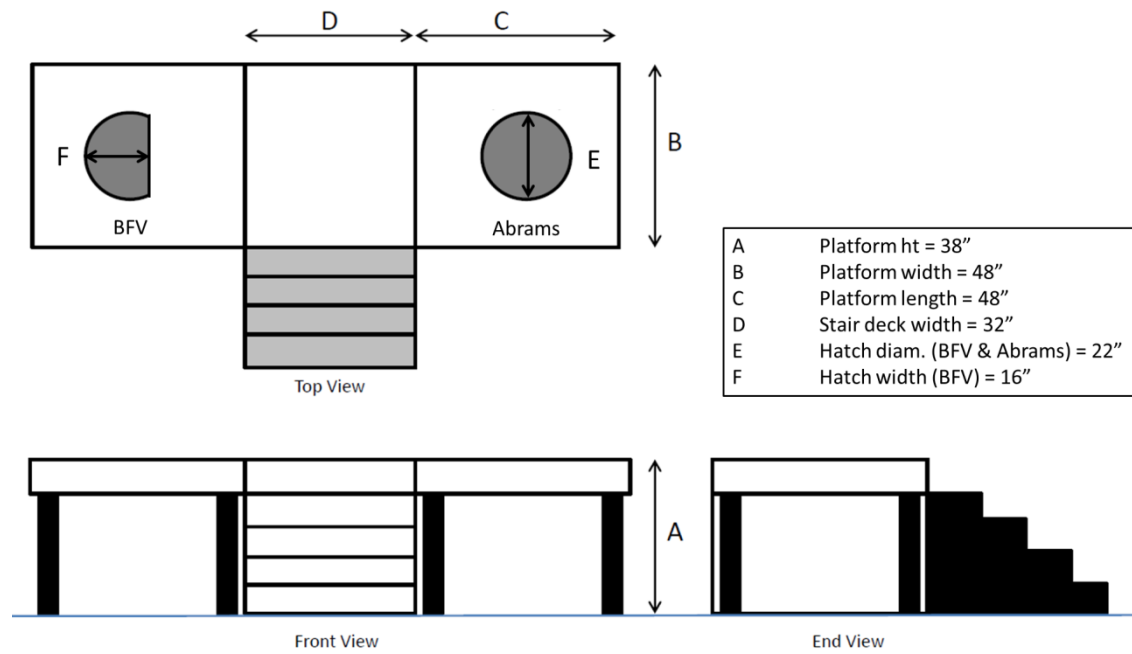 D
C
F
BFV
E
Abrams
B
Top View
A Platform ht = 38”
B Platform width = 48”
C Platform length = 48”
D Stair deck width = 32”
E Hatch diam. (BFV & Abrams) = 22”
F Hatch width (BFV) = 16”
A
Front View
End View